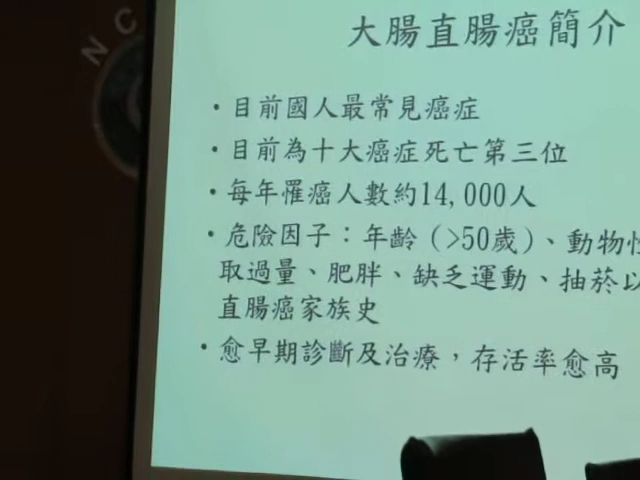 NC
大腸直腸癌簡介
・目前國人最常見癌症
・目前為十大癌症死亡第三位
・每年罹癌人數約14,000人
・危險因子：年齡（>50歲）、動物性
取過量、肥胖、缺乏運動、抽菸以
直腸癌家族史
・愈早期診斷及治療，存活率愈高